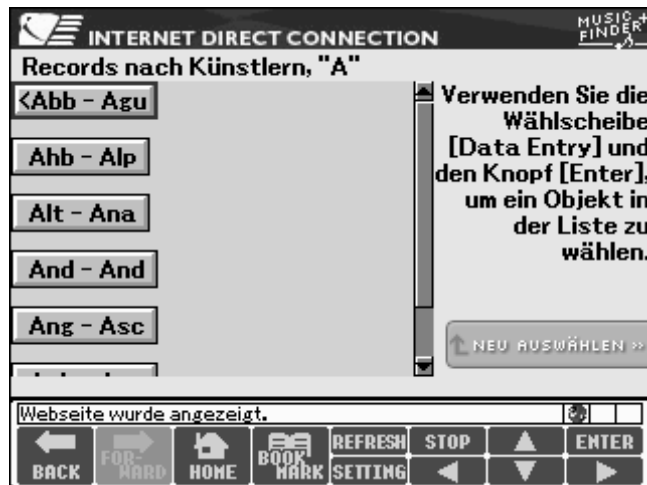 INTERNET DIRECT CONNECTION
MUSIC
FINDER+
Records nach Künstlern, "A"
<Abb - Agu
Ahb - Alp
Alt - Ana
And - And
Ang - Asc
Verwenden Sie die
Wählscheibe
[Data Entry] und
den Knopf [Enter],
um ein Objekt in
der Liste zu
wählen.
NEU AUSWÄHLEN »
Webseite wurde angezeigt.
BACK
FOR-
WARD
HOME
BOOK
MARK
REFRESH
SETTING
STOP
ENTER